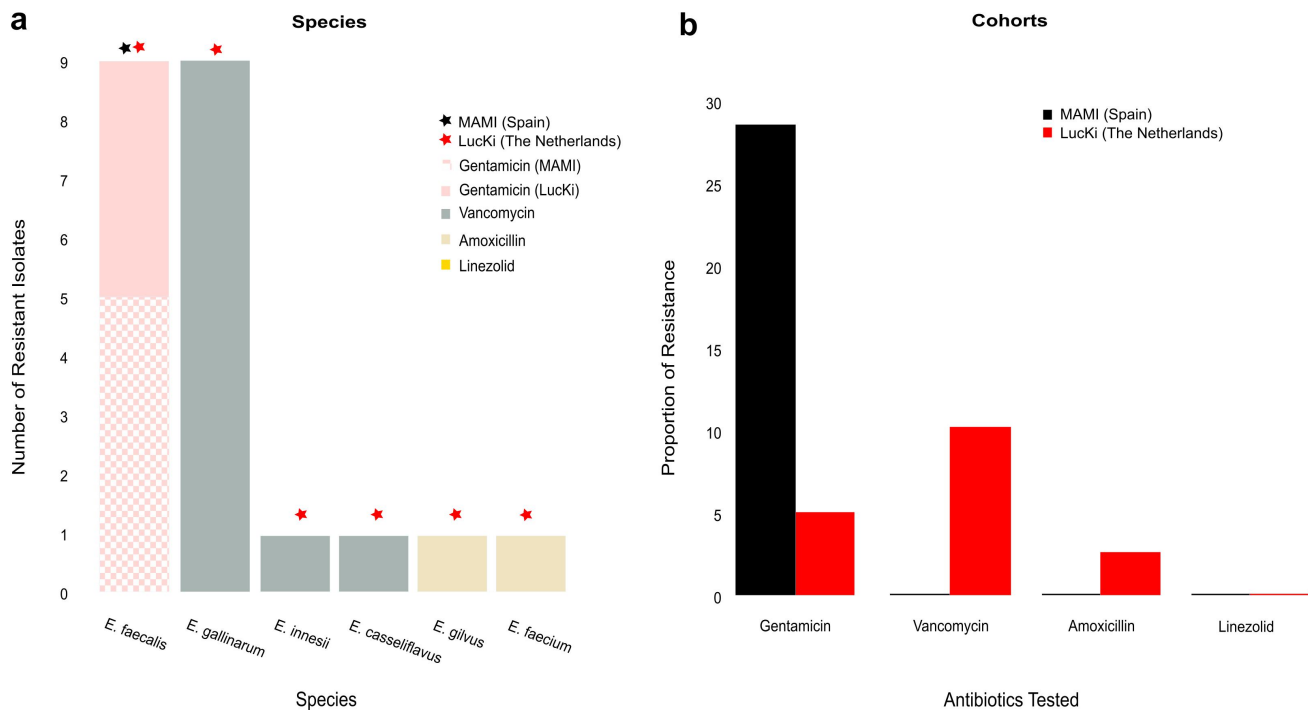 a
Species
9
8
7
6
5
4
3
2
1
0
Number of Resistant Isolates
MAMI (Spain)
LucKi (The Netherlands)
Gentamicin (MAMI)
Gentamicin (LucKi)
Vancomycin
Amoxicillin
Linezolid
E. faecalis
E. gallinarum
E. innesii
E. casseliflavus
E. gilvus
E. faecium
Species
b
Cohorts
30
25
20
15
10
5
0
Proportion of Resistance
MAMI (Spain)
LucKi (The Netherlands)
Gentamicin
Vancomycin
Amoxicillin
Linezolid
Antibiotics Tested